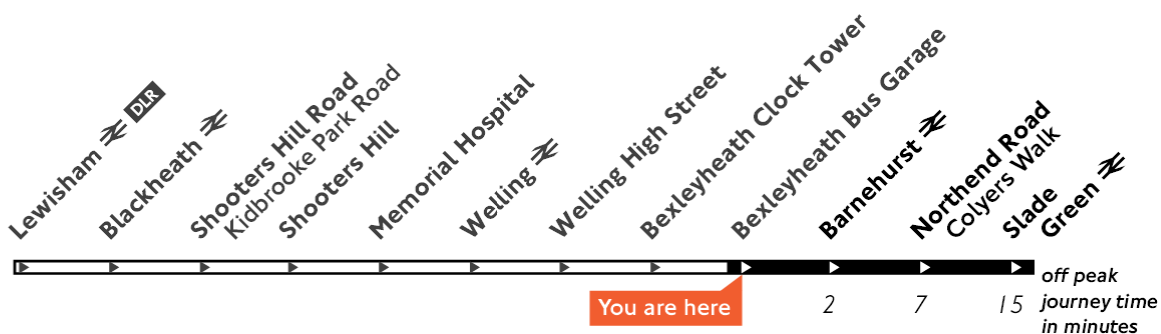 Lewisham
DLR
Blackheath
Shooters Hill Road
Kidbrooke Park Road
Shooters Hill
Memorial Hospital
Welling
Welling High Street
Bexleyheath Clock Tower
Bexleyheath Bus Garage
Barnehurst
Northend Road
Colyers Walk
Slade
Green
You are here
2
7
15
off peak
journey time
in minutes